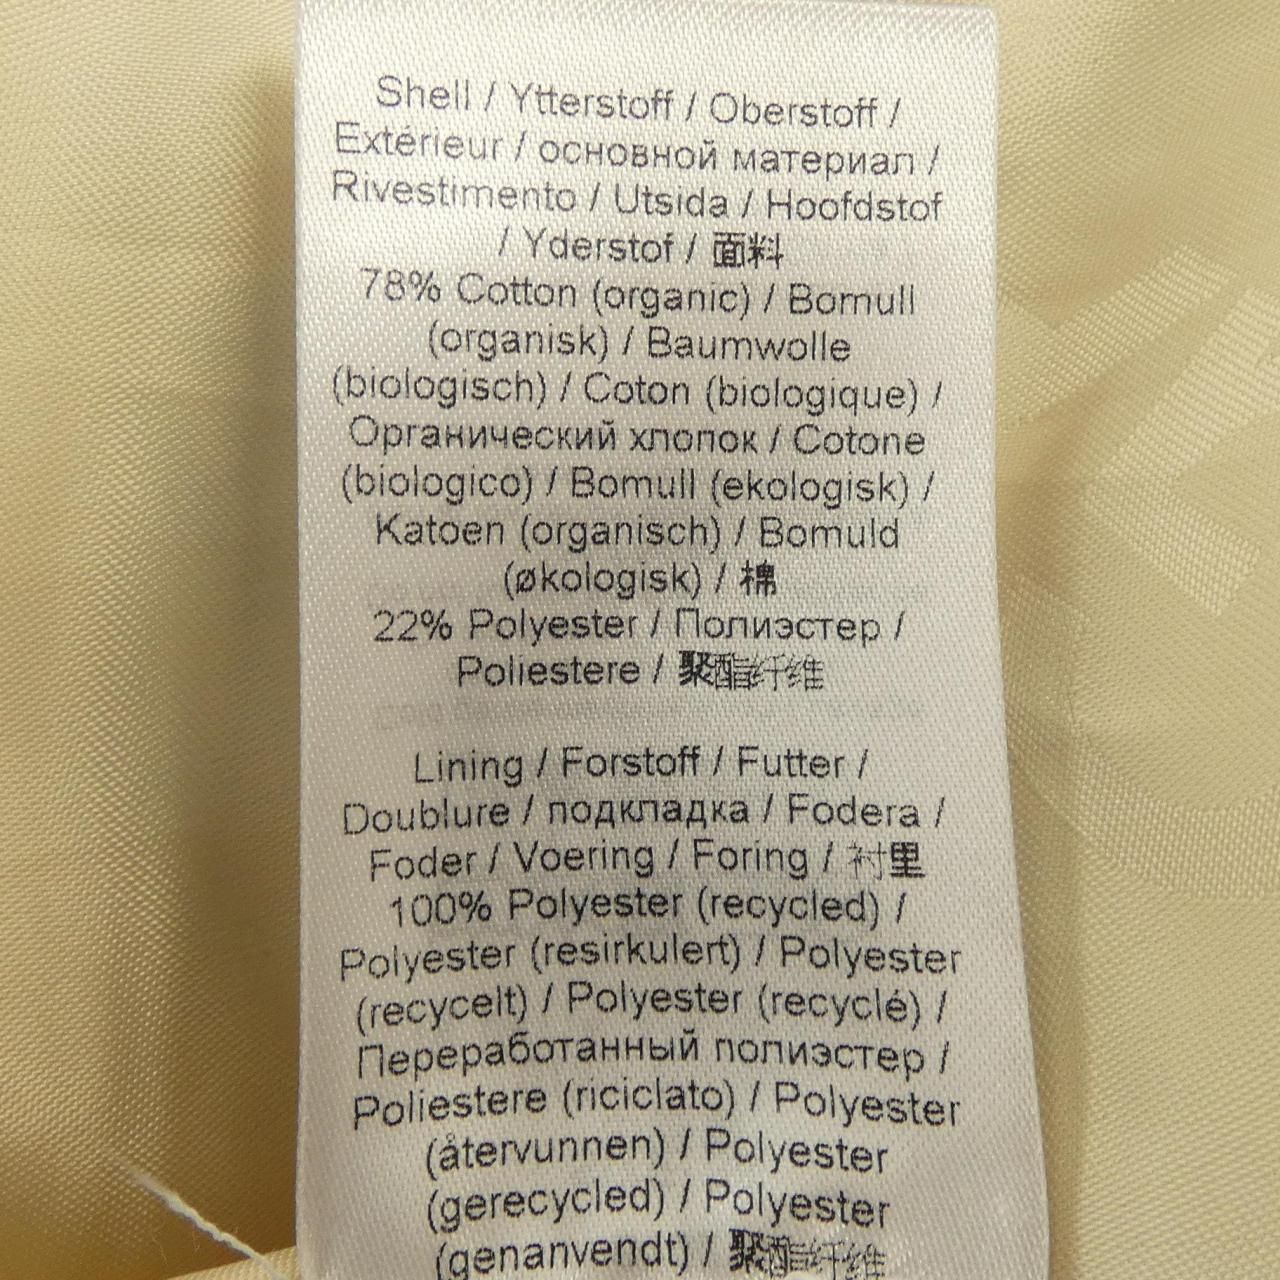 Shell / Ytterstoff / Oberstoff /
Extérieur / основной материал /
Rivestimento / Utsida / Hoofdstof
/ Yderstof / 面料
78% Cotton (organic) / Bomull
(organisk) / Baumwolle
(biologisch) / Coton (biologique) /
Органический хлопок / Cotone
(biologico) / Bomull (ekologisk) /
Katoen (organisch) / Bomuld
(økologisk) / 棉
22% Polyester / Полиэстер /
Poliestere / 聚酯纤维
Lining / Forstoff / Futter /
Doublure / подкладка / Fodera /
Foder / Voering / Foring / 衬里
100% Polyester (recycled) /
Polyester (resirkulert) / Polyester
(recycelt) / Polyester (recyclé) /
Переработанный полиэстер /
Poliestere (riciclato) / Polyester
(återvunnen) / Polyester
(gerecycled) / Polyester
(genanvendt) / 聚酯纤维